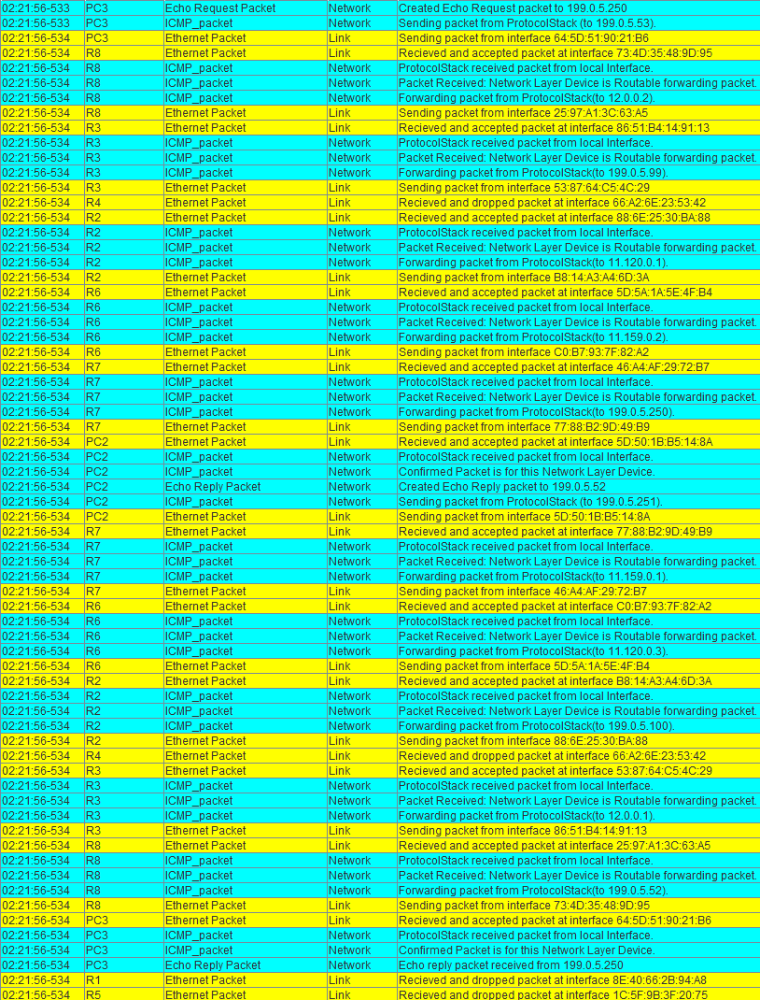 02:21:56-533 PC3 Echo Request Packet Network Created Echo Request packet to 199.0.5.250
02:21:56-533 PC3 ICMP_packet Network Sending packet from ProtocolStack (to 199.0.5.53).
02:21:56-534 PC3 Ethernet Packet Link Sending packet from interface 64:5D:51:90:21:B6
02:21:56-534 R8 Ethernet Packet Link Recieved and accepted packet at interface 73:4D:35:48:9D:95
02:21:56-534 R8 ICMP_packet Network ProtocolStack received packet from local Interface.
02:21:56-534 R8 ICMP_packet Network Packet Received: Network Layer Device is Routable forwarding packet.
02:21:56-534 R8 ICMP_packet Network Forwarding packet from ProtocolStack(to 12.0.0.2).
02:21:56-534 R8 Ethernet Packet Link Sending packet from interface 25:97:A1:3C:63:A5
02:21:56-534 R3 Ethernet Packet Link Recieved and accepted packet at interface 86:51:B4:14:91:13
02:21:56-534 R3 ICMP_packet Network ProtocolStack received packet from local Interface.
02:21:56-534 R3 ICMP_packet Network Packet Received: Network Layer Device is Routable forwarding packet.
02:21:56-534 R3 ICMP_packet Network Forwarding packet from ProtocolStack(to 199.0.5.99).
02:21:56-534 R3 Ethernet Packet Link Sending packet from interface 53:87:64:C5:4C:29
02:21:56-534 R4 Ethernet Packet Link Recieved and dropped packet at interface 66:A2:6E:23:53:42
02:21:56-534 R2 Ethernet Packet Link Recieved and accepted packet at interface 88:6E:25:30:BA:88
02:21:56-534 R2 ICMP_packet Network ProtocolStack received packet from local Interface.
02:21:56-534 R2 ICMP_packet Network Packet Received: Network Layer Device is Routable forwarding packet.
02:21:56-534 R2 ICMP_packet Network Forwarding packet from ProtocolStack(to 11.120.0.1).
02:21:56-534 R2 Ethernet Packet Link Sending packet from interface B8:14:A3:A4:6D:3A
02:21:56-534 R6 Ethernet Packet Link Recieved and accepted packet at interface 5D:5A:1A:5E:4F:B4
02:21:56-534 R6 ICMP_packet Network ProtocolStack received packet from local Interface.
02:21:56-534 R6 ICMP_packet Network Packet Received: Network Layer Device is Routable forwarding packet.
02:21:56-534 R6 ICMP_packet Network Forwarding packet from ProtocolStack(to 11.159.0.2).
02:21:56-534 R6 Ethernet Packet Link Sending packet from interface C0:B7:93:7F:82:A2
02:21:56-534 R7 Ethernet Packet Link Recieved and accepted packet at interface 46:A4:AF:29:72:B7
02:21:56-534 R7 ICMP_packet Network ProtocolStack received packet from local Interface.
02:21:56-534 R7 ICMP_packet Network Packet Received: Network Layer Device is Routable forwarding packet.
02:21:56-534 R7 ICMP_packet Network Forwarding packet from ProtocolStack(to 199.0.5.250).
02:21:56-534 R7 Ethernet Packet Link Sending packet from interface 77:88:B2:9D:49:B9
02:21:56-534 PC2 Ethernet Packet Link Recieved and accepted packet at interface 5D:50:1B:B5:14:8A
02:21:56-534 PC2 ICMP_packet Network ProtocolStack received packet from local Interface.
02:21:56-534 PC2 ICMP_packet Network Confirmed Packet is for this Network Layer Device.
02:21:56-534 PC2 Echo Reply Packet Network Created Echo Reply packet to 199.0.5.52
02:21:56-534 PC2 ICMP_packet Network Sending packet from ProtocolStack (to 199.0.5.251).
02:21:56-534 PC2 Ethernet Packet Link Sending packet from interface 5D:50:1B:B5:14:8A
02:21:56-534 R7 Ethernet Packet Link Recieved and accepted packet at interface 77:88:B2:9D:49:B9
02:21:56-534 R7 ICMP_packet Network ProtocolStack received packet from local Interface.
02:21:56-534 R7 ICMP_packet Network Packet Received: Network Layer Device is Routable forwarding packet.
02:21:56-534 R7 ICMP_packet Network Forwarding packet from ProtocolStack(to 11.159.0.1).
02:21:56-534 R7 Ethernet Packet Link Sending packet from interface 46:A4:AF:29:72:B7
02:21:56-534 R6 Ethernet Packet Link Recieved and accepted packet at interface C0:B7:93:7F:82:A2
02:21:56-534 R6 ICMP_packet Network ProtocolStack received packet from local Interface.
02:21:56-534 R6 ICMP_packet Network Packet Received: Network Layer Device is Routable forwarding packet.
02:21:56-534 R6 ICMP_packet Network Forwarding packet from ProtocolStack(to 11.120.0.3).
02:21:56-534 R6 Ethernet Packet Link Sending packet from interface 5D:5A:1A:5E:4F:B4
02:21:56-534 R2 Ethernet Packet Link Recieved and accepted packet at interface B8:14:A3:A4:6D:3A
02:21:56-534 R2 ICMP_packet Network ProtocolStack received packet from local Interface.
02:21:56-534 R2 ICMP_packet Network Packet Received: Network Layer Device is Routable forwarding packet.
02:21:56-534 R2 ICMP_packet Network Forwarding packet from ProtocolStack(to 199.0.5.100).
02:21:56-534 R2 Ethernet Packet Link Sending packet from interface 88:6E:25:30:BA:88
02:21:56-534 R4 Ethernet Packet Link Recieved and dropped packet at interface 66:A2:6E:23:53:42
02:21:56-534 R3 Ethernet Packet Link Recieved and accepted packet at interface 53:87:64:C5:4C:29
02:21:56-534 R3 ICMP_packet Network ProtocolStack received packet from local Interface.
02:21:56-534 R3 ICMP_packet Network Packet Received: Network Layer Device is Routable forwarding packet.
02:21:56-534 R3 ICMP_packet Network Forwarding packet from ProtocolStack(to 12.0.0.1).
02:21:56-534 R3 Ethernet Packet Link Sending packet from interface 86:51:B4:14:91:13
02:21:56-534 R8 Ethernet Packet Link Recieved and accepted packet at interface 25:97:A1:3C:63:A5
02:21:56-534 R8 ICMP_packet Network ProtocolStack received packet from local Interface.
02:21:56-534 R8 ICMP_packet Network Packet Received: Network Layer Device is Routable forwarding packet.
02:21:56-534 R8 ICMP_packet Network Forwarding packet from ProtocolStack(to 199.0.5.52).
02:21:56-534 R8 Ethernet Packet Link Sending packet from interface 73:4D:35:48:9D:95
02:21:56-534 PC3 Ethernet Packet Link Recieved and accepted packet at interface 64:5D:51:90:21:B6
02:21:56-534 PC3 ICMP_packet Network ProtocolStack received packet from local Interface.
02:21:56-534 PC3 ICMP_packet Network Confirmed Packet is for this Network Layer Device.
02:21:56-534 PC3 Echo Reply Packet Network Echo reply packet received from 199.0.5.250
02:21:56-534 R1 Ethernet Packet Link Recieved and dropped packet at interface 8E:40:66:2B:94:A8
02:21:56-534 R5 Ethernet Packet Link Recieved and dropped packet at interface 1C:5F:9B:3F:20:75